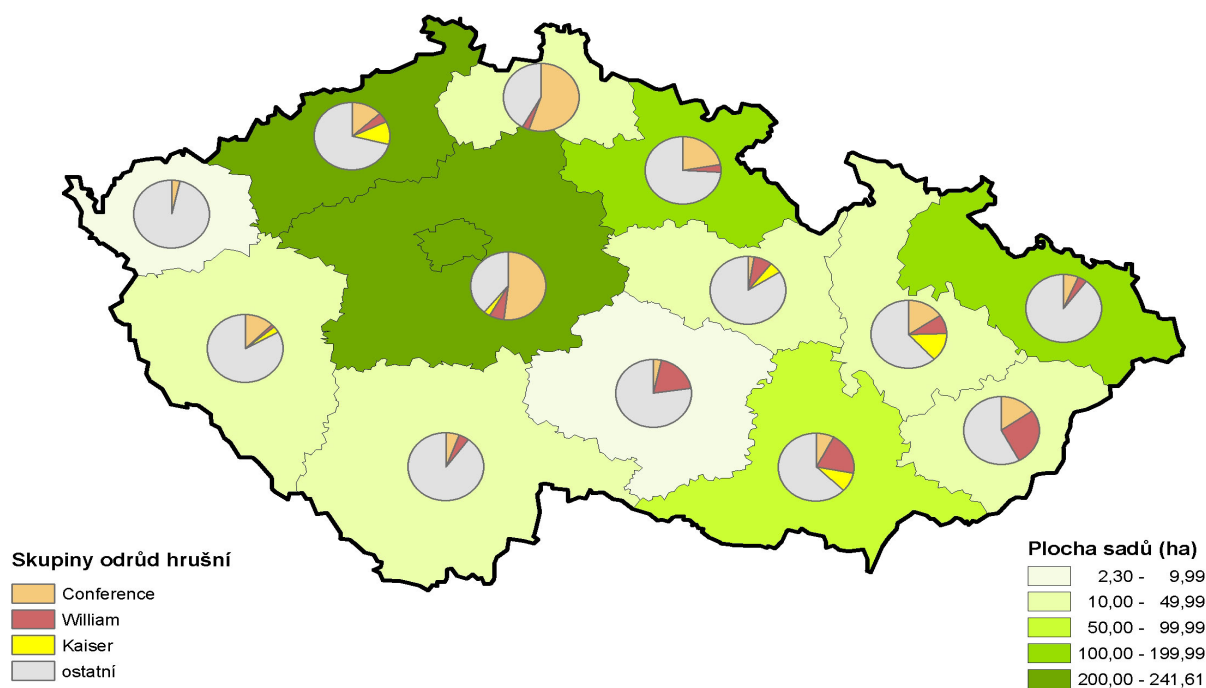 Skupiny odrůd hrušní
Conference
William
Kaiser
ostatní
Plocha sadů (ha)
2,30 - 9,99
10,00 - 49,99
50,00 - 99,99
100,00 - 199,99
200,00 - 241,61